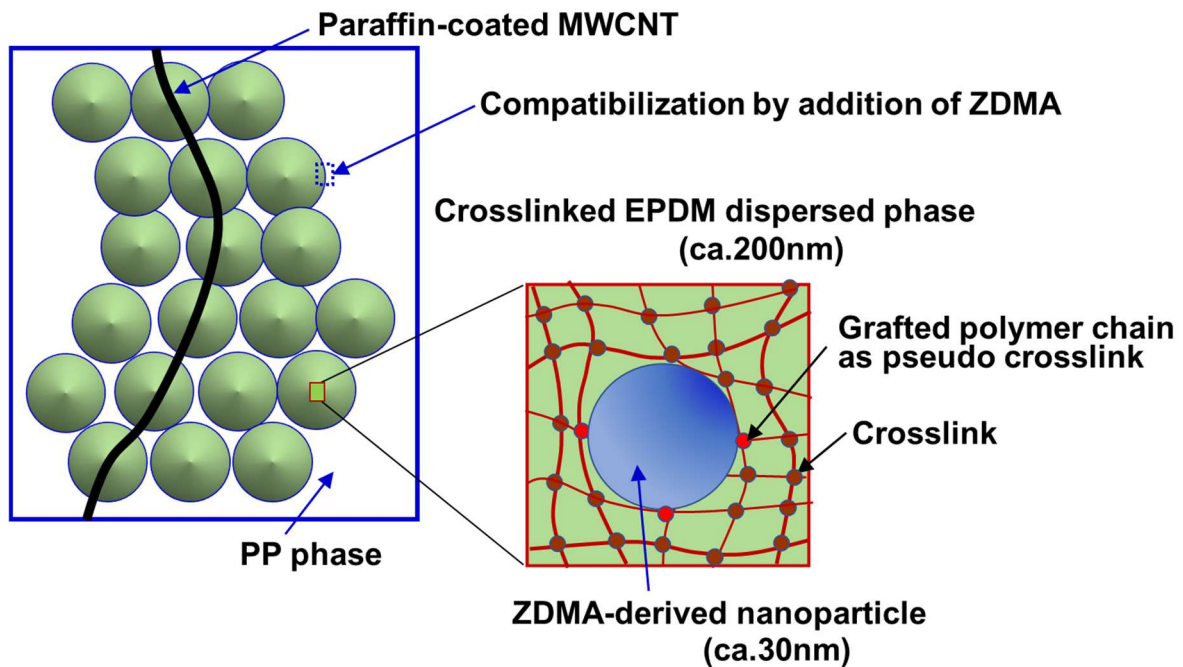 Paraffin-coated MWCNT
Compatibilization by addition of ZDMA
Crosslinked EPDM dispersed phase
(ca.200nm)
Grafted polymer chain
as pseudo crosslink
Crosslink
PP phase
ZDMA-derived nanoparticle
(ca.30nm)